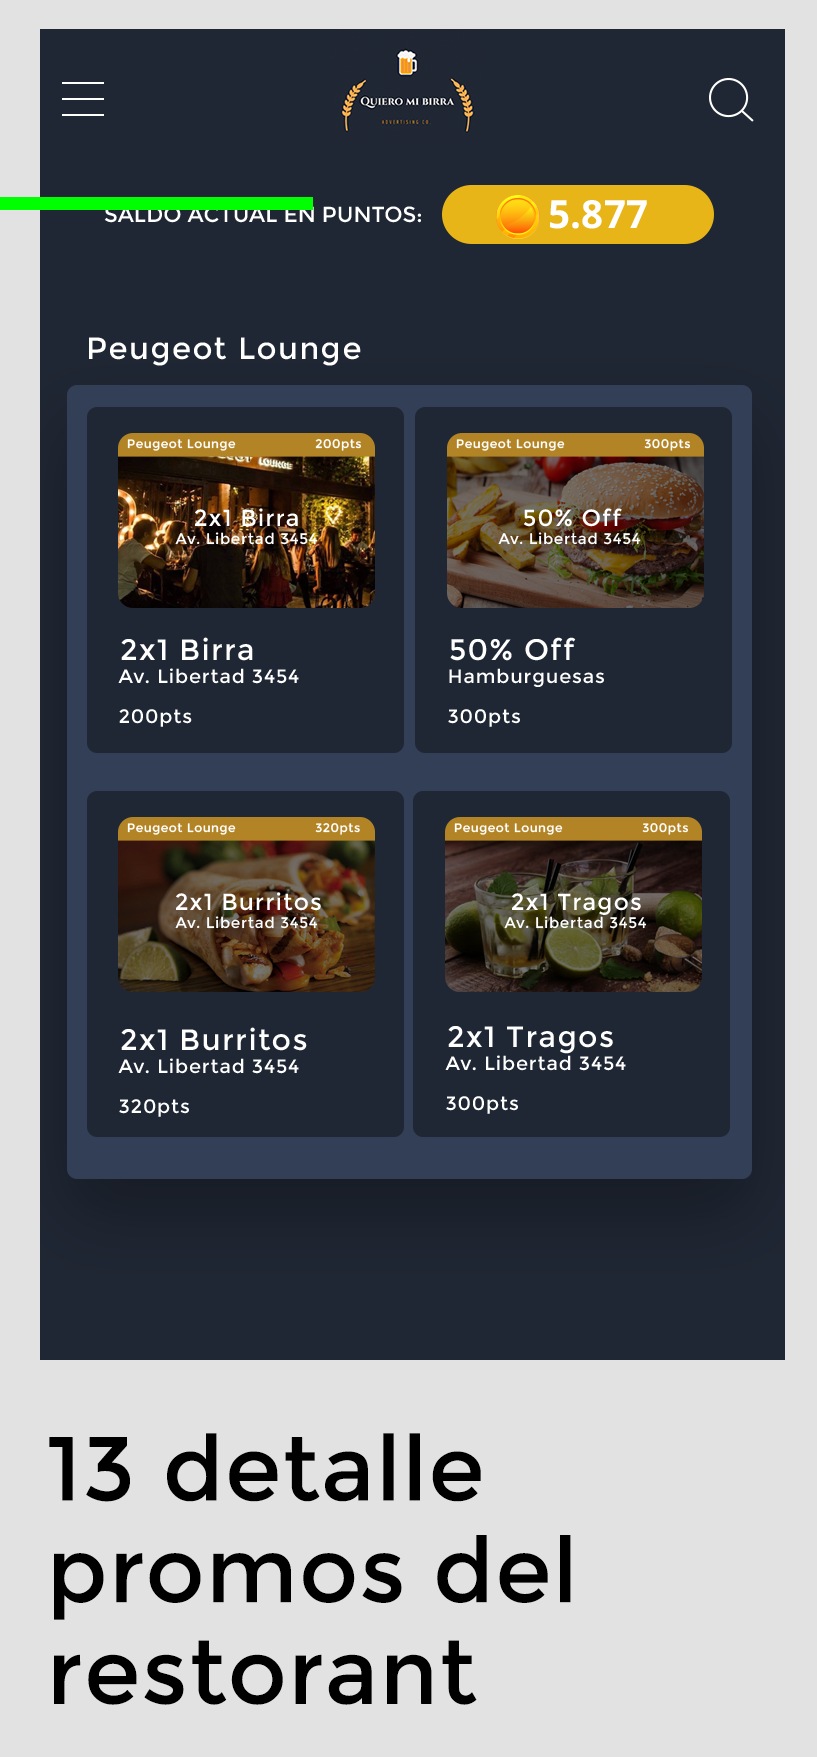 QUIERO MI BIRRA
ADVERTISING CO.
SALDO ACTUAL EN PUNTOS: 5.877
Peugeot Lounge
Peugeot Lounge 200pts
LOUNGE
2x1 Birra
Av. Libertad 3454
2x1 Birra
Av. Libertad 3454
200pts
Peugeot Lounge 300pts
50% Off
Av. Libertad 3454
50% Off
Hamburguesas
300pts
Peugeot Lounge 320pts
2x1 Burritos
Av. Libertad 3454
2x1 Burritos
Av. Libertad 3454
320pts
Peugeot Lounge 300pts
2x1 Tragos
Av. Libertad 3454
2x1 Tragos
Av. Libertad 3454
300pts
13 detalle
promos del
restorant